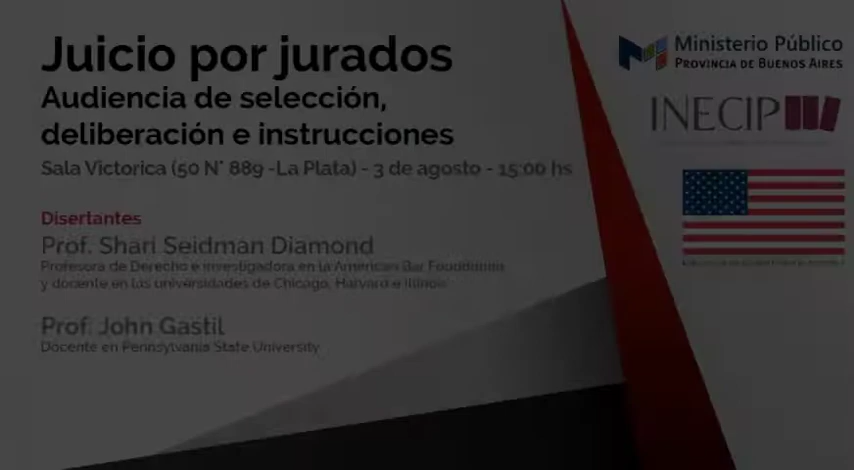 Juicio por jurados
Audiencia de selección,
deliberación e instrucciones
Sala Victorica (50 N° 889 -La Plata) - 3 de agosto - 15:00 hs
Disertantes
Prof. Shari Seidman Diamond
Profesora de Derecho e investigadora en la American Bar Foundation
y docente en las universidades de Chicago, Harvard e Illinois
Prof. John Gastil
Docente en Pennsylvania State University
Ministerio Público
PROVINCIA DE BUENOS AIRES
INECIP